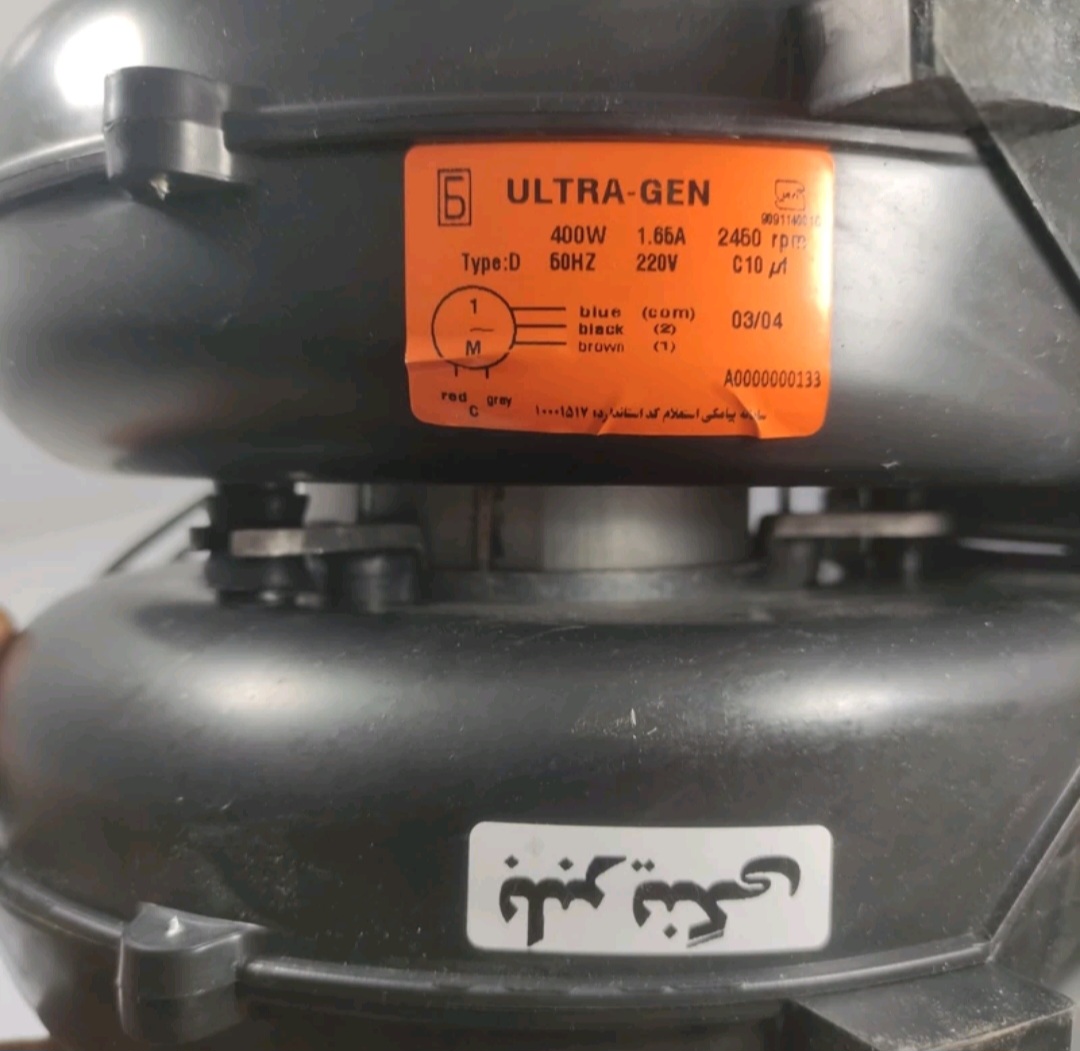 ULTRA-GEN
400W 1.65A 2450 rpm
Type:D 50HZ 220V C10 µf
1
M
blue (com)
black (2)
brown (1)
03/04
A0000000133
red grey
C
سامانه پیامکی استعلام کد استاندارد: ۱۰۰۰۱۵۱۷
بلبرینگی